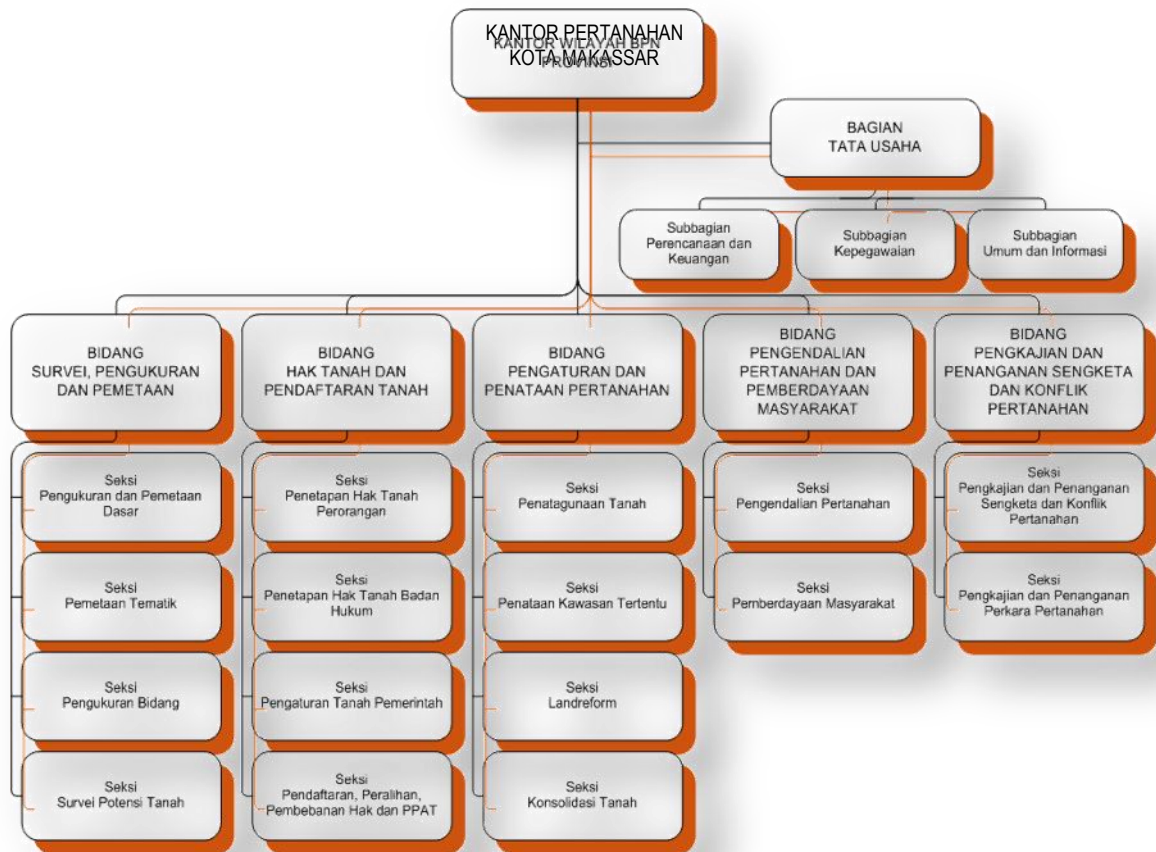 KANTOR PERTANAHAN
KOTA MAKASSAR
KANTOR WILAYAH BPN
PROVINSI
BAGIAN
TATA USAHA
Subbagian
Perencanaan dan
Keuangan
Subbagian
Kepegawaian
Subbagian
Umum dan Informasi
BIDANG
SURVEI, PENGUKURAN
DAN PEMETAAN
BIDANG
HAK TANAH DAN
PENDAFTARAN TANAH
BIDANG
PENGATURAN DAN
PENATAAN PERTANAHAN
BIDANG
PENGENDALIAN
PERTANAHAN DAN
PEMBERDAYAAN
MASYARAKAT
BIDANG
PENGKAJIAN DAN
PENANGANAN SENGKETA
DAN KONFLIK
PERTANAHAN
Seksi
Pengukuran dan Pemetaan
Dasar
Seksi
Pemetaan Tematik
Seksi
Pengukuran Bidang
Seksi
Survei Potensi Tanah
Seksi
Penetapan Hak Tanah
Perorangan
Seksi
Penetapan Hak Tanah Badan
Hukum
Seksi
Pengaturan Tanah Pemerintah
Seksi
Pendaftaran, Peralihan,
Pembebanan Hak dan PPAT
Seksi
Penatagunaan Tanah
Seksi
Penataan Kawasan Tertentu
Seksi
Landreform
Seksi
Konsolidasi Tanah
Seksi
Pengendalian Pertanahan
Seksi
Pemberdayaan Masyarakat
Seksi
Pengkajian dan Penanganan
Sengketa dan Konflik
Pertanahan
Seksi
Pengkajian dan Penanganan
Perkara Pertanahan